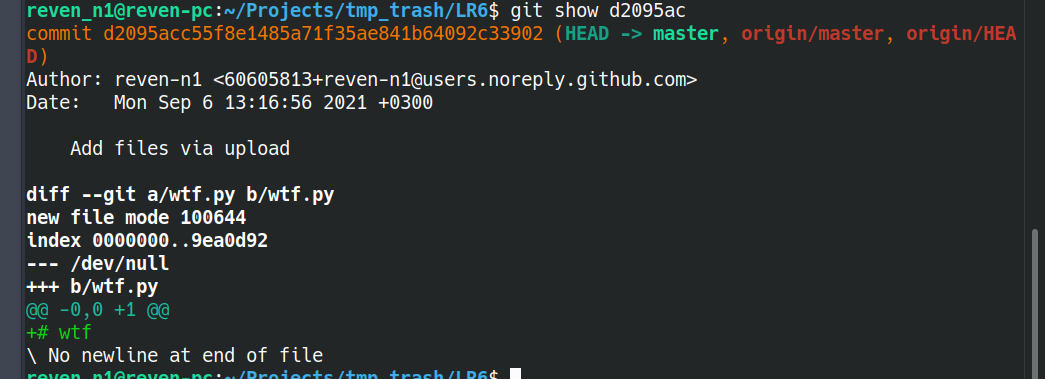 reven_n1@reven-pc:~/Projects/tmp_trash/LR6$ git show d2095ac
commit d2095acc55f8e1485a71f35ae841b64092c33902 (HEAD -> master, origin/master, origin/HEA
D)
Author: reven-n1 <60605813+reven-n1@users.noreply.github.com>
Date:   Mon Sep 6 13:16:56 2021 +0300
    Add files via upload
diff --git a/wtf.py b/wtf.py
new file mode 100644
index 0000000..9ea0d92
--- /dev/null
+++ b/wtf.py
@@ -0,0 +1 @@
+# wtf
\ No newline at end of file
reven_n1@reven-pc:~/Projects/tmp_trash/LR6$